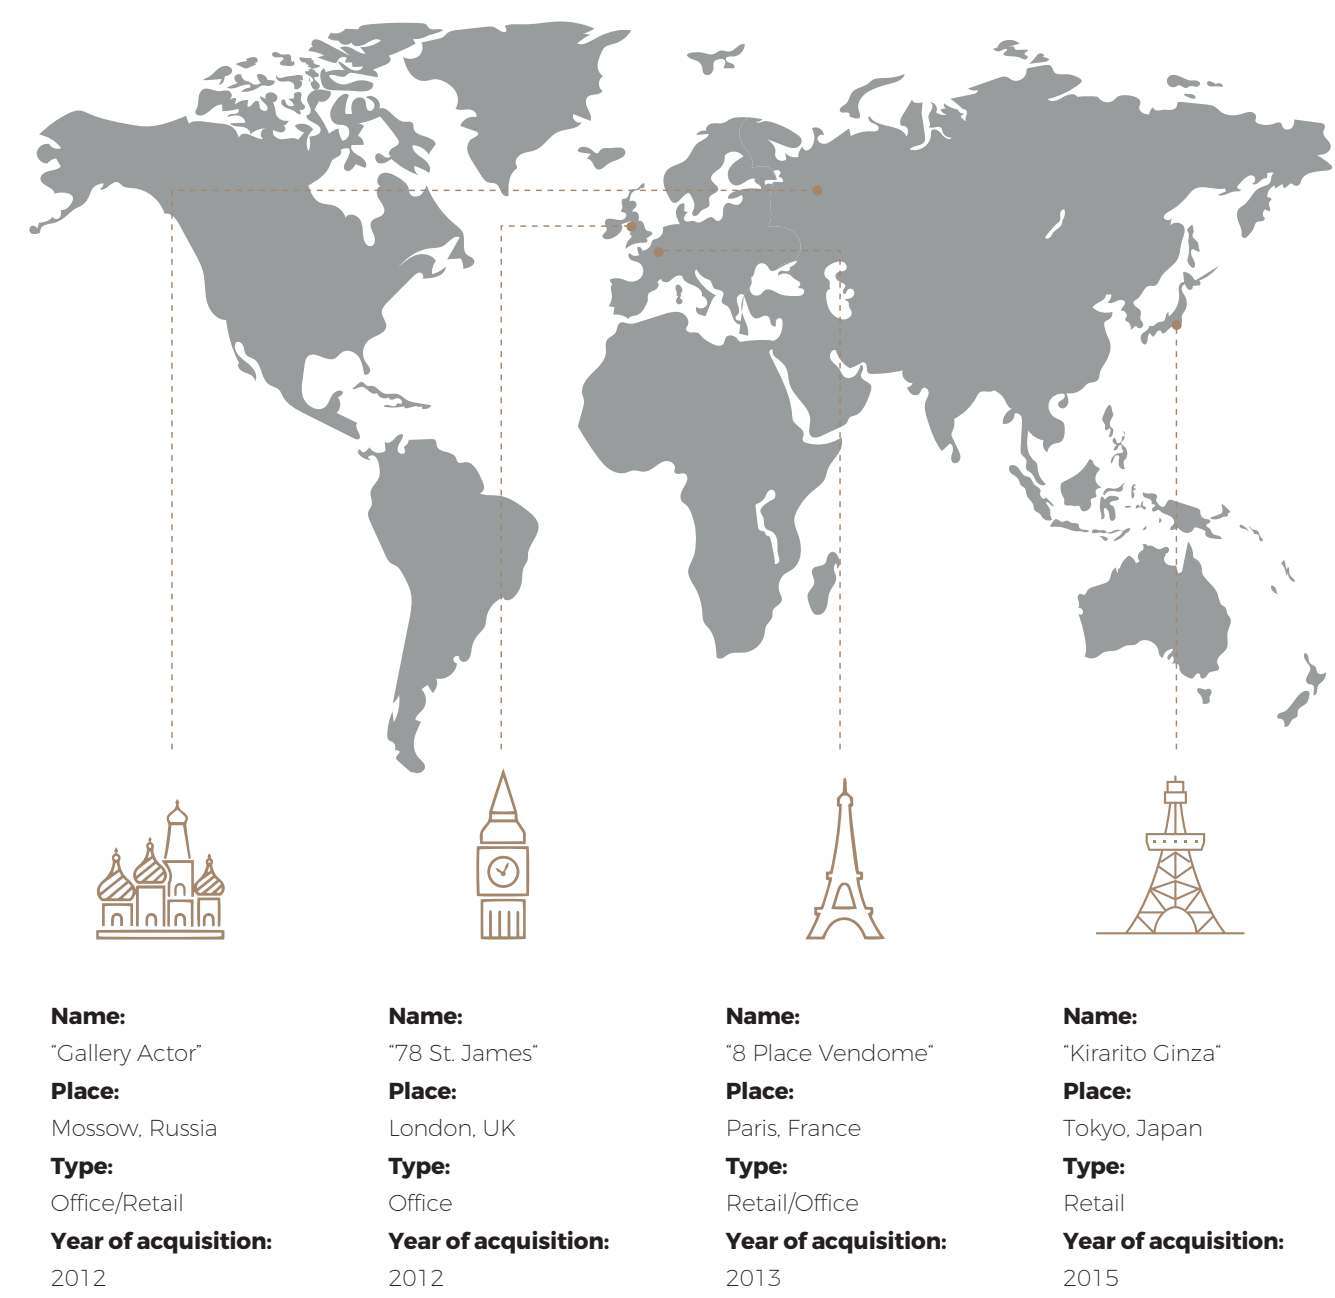 Name:
“Gallery Actor”
Place:
Mossow, Russia
Type:
Office/Retail
Year of acquisition:
2012
Name:
“78 St. James“
Place:
London, UK
Type:
Office
Year of acquisition:
2012
Name:
“8 Place Vendome“
Place:
Paris, France
Type:
Retail/Office
Year of acquisition:
2013
Name:
“Kirarito Ginza“
Place:
Tokyo, Japan
Type:
Retail
Year of acquisition:
2015